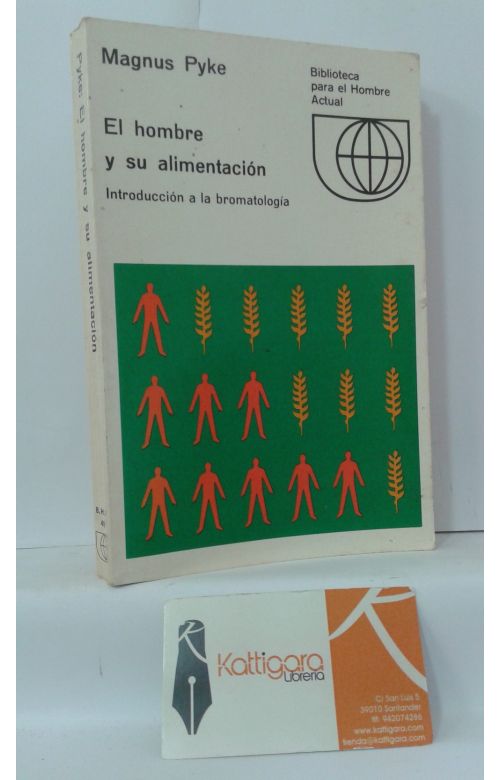 Magnus Pyke
El hombre
y su alimentación
Introducción a la bromatología
Biblioteca
para el Hombre
Actual
Pyke: El hombre y su alimentación
B.H.
Kattigara
Librería
C/ San Luis 5
39010 Santander
tlf: 942074286
www.kattigara.com
tienda@kattigara.com